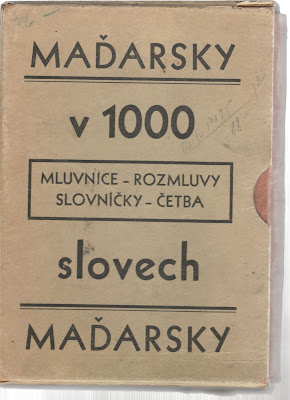 MAĎARSKY
v 1000
MLUVNICE - ROZMLUVY
SLOVNÍČKY - ČETBA
slovech
MAĎARSKY